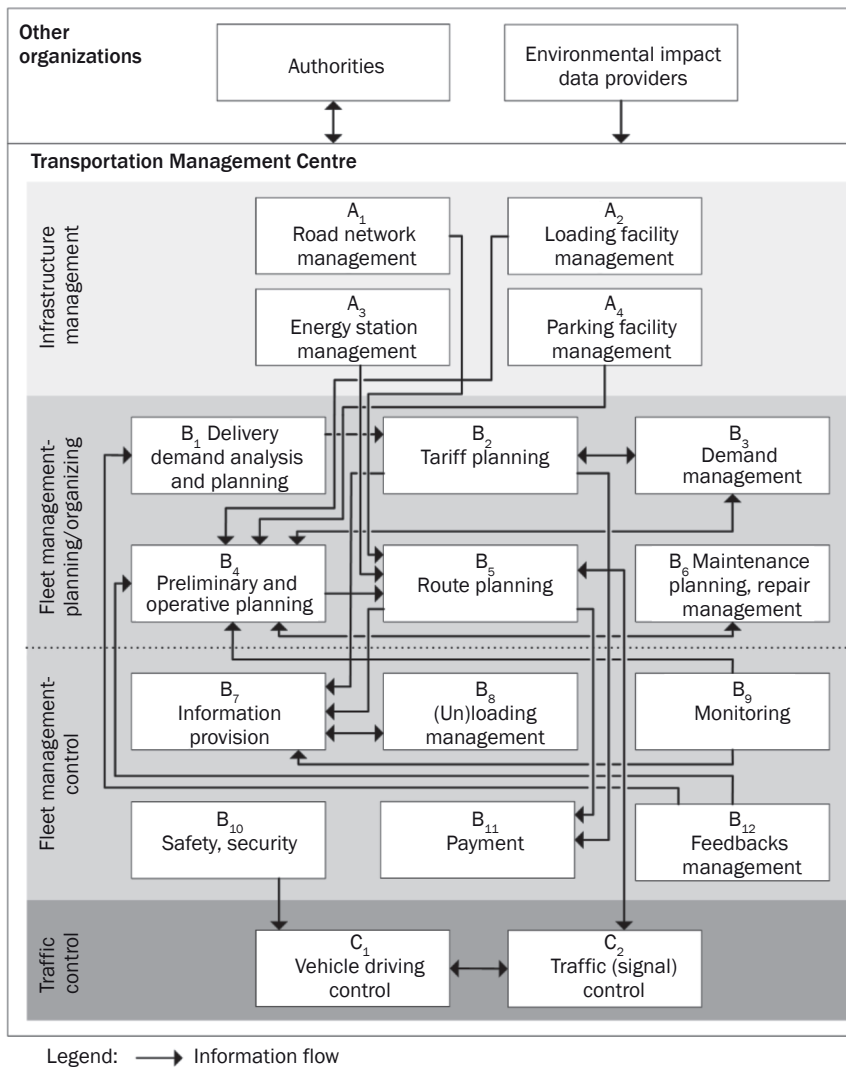 Other
organizations
Authorities
Environmental impact
data providers
Transportation Management Centre
Infrastructure
management
A₁
Road network
management
A₂
Loading facility
management
A₃
Energy station
management
A₄
Parking facility
management
Fleet management-
planning/organizing
B₁ Delivery
demand analysis
and planning
B₂
Tariff planning
B₃
Demand
management
B₄
Preliminary and
operative planning
B₅
Route planning
B₆ Maintenance
planning, repair
management
Fleet management-
control
B₇
Information
provision
B₈
(Un)loading
management
B₉
Monitoring
B₁₀
Safety, security
B₁₁
Payment
B₁₂
Feedbacks
management
Traffic
control
C₁
Vehicle driving
control
C₂
Traffic (signal)
control
Legend: Information flow